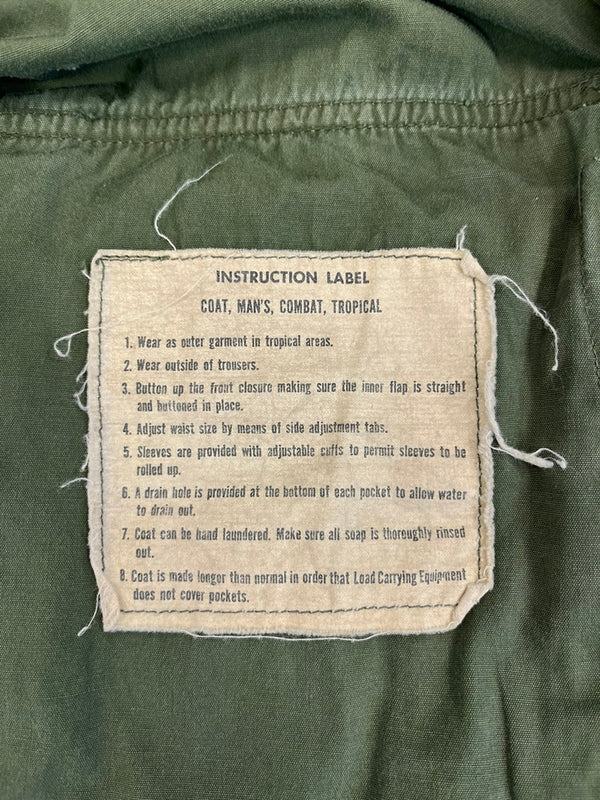 INSTRUCTION LABEL
COAT, MAN'S, COMBAT, TROPICAL
1. Wear as outer garment in tropical areas.
2. Wear outside of trousers.
3. Button up the front closure making sure the inner flap is straight
and buttoned in place.
4. Adjust waist size by means of side adjustment tabs.
5. Sleeves are provided with adjustable cuffs to permit sleeves to be
rolled up.
6. A drain hole is provided at the bottom of each pocket to allow water
to drain out.
7. Coat can be hand laundered. Make sure all soap is thoroughly rinsed
out.
8. Coat is made longer than normal in order that Load Carrying Equipment
does not cover pockets.